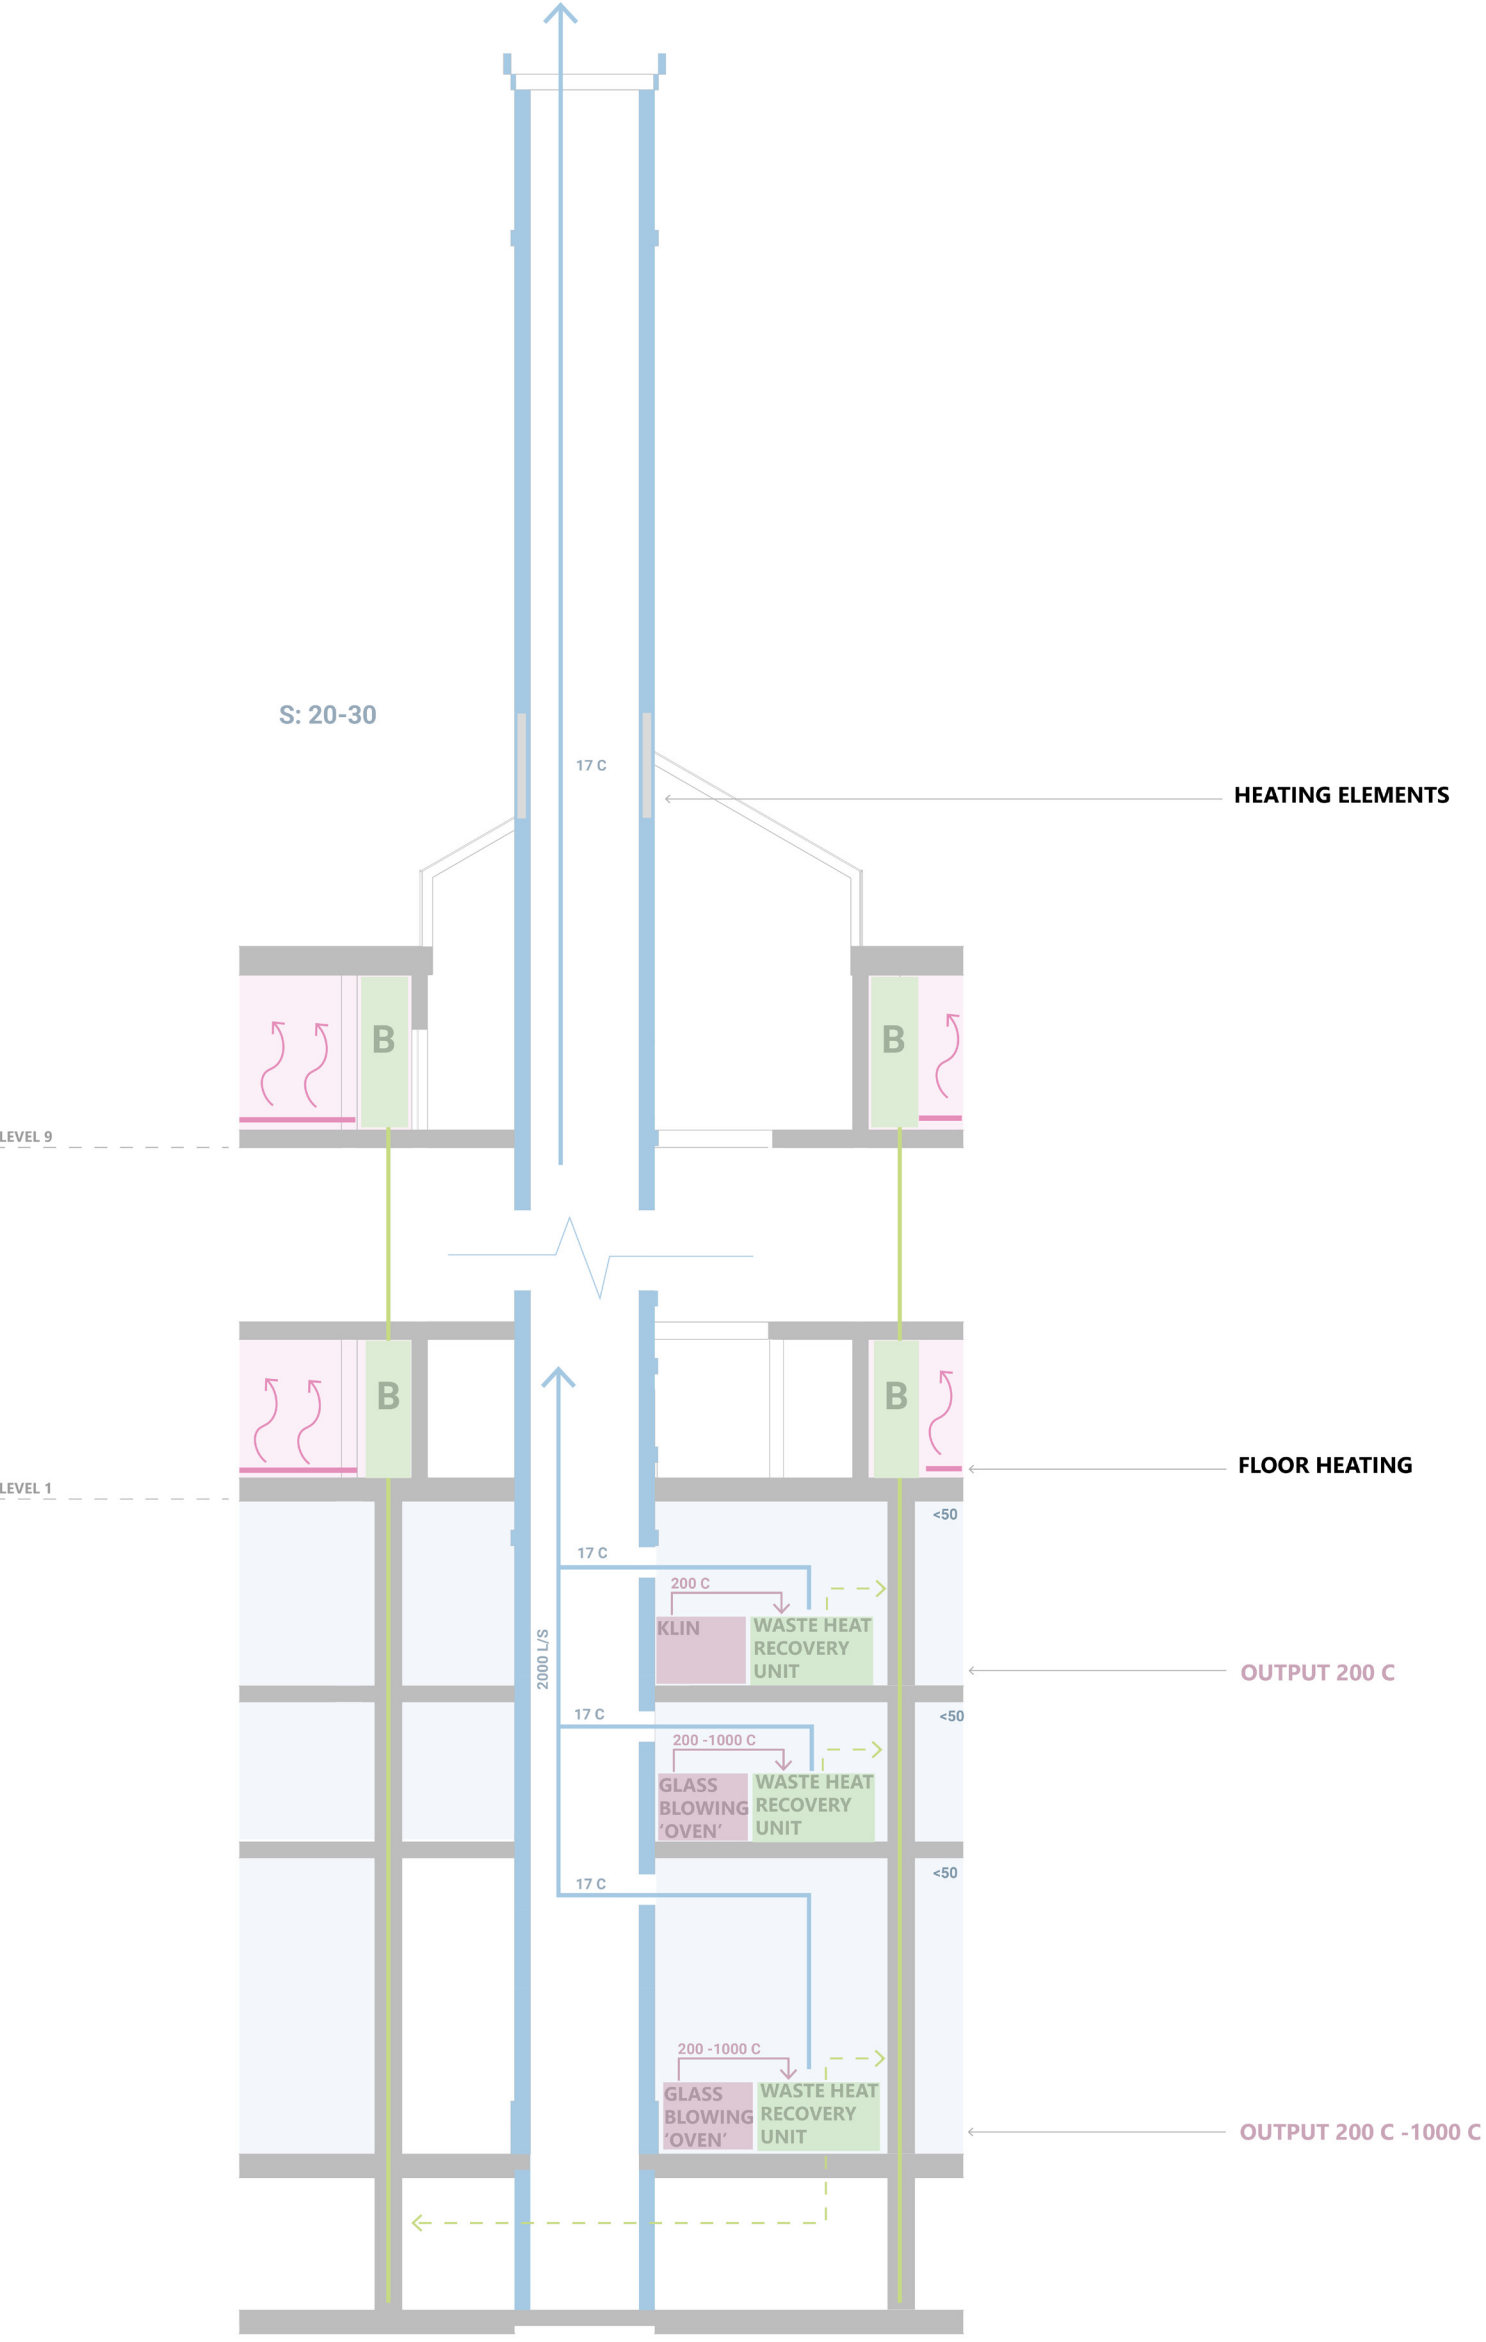 S: 20-30
17 C
HEATING ELEMENTS
B
B
LEVEL 9
B
B
FLOOR HEATING
LEVEL 1
<50
17 C
200 C
KLIN
WASTE HEAT
RECOVERY
UNIT
2000 L/S
OUTPUT 200 C
17 C
<50
200 -1000 C
GLASS
BLOWING
‘OVEN’
WASTE HEAT
RECOVERY
UNIT
<50
17 C
200 -1000 C
GLASS
BLOWING
‘OVEN’
WASTE HEAT
RECOVERY
UNIT
OUTPUT 200 C -1000 C